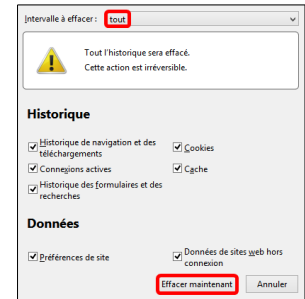 Intervalle à effacer : tout
Tout l'historique sera effacé.
Cette action est irréversible.
Historique
Historique de navigation et des
téléchargements
Cookies
Connexions actives
Cache
Historique des formulaires et des
recherches
Données
Préférences de site
Données de sites web hors
connexion
Effacer maintenant
Annuler